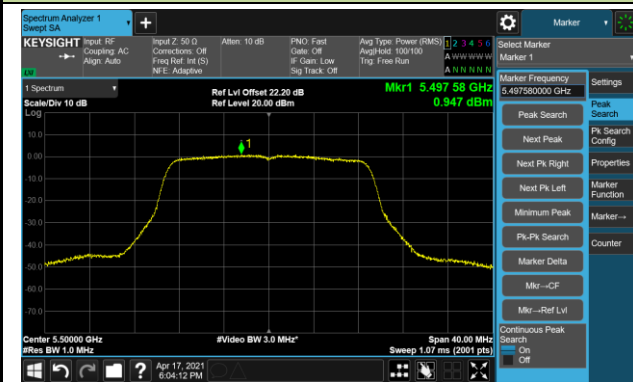 Spectrum Analyzer 1
Swept SA
+
Marker
KEYSIGHT
Input: RF
Coupling: AC
Align: Auto
Input Z: 50 Ω
Corrections: Off
Freq Ref: Int (S)
NFE: Adaptive
Atten: 10 dB
PNO: Fast
Gate: Off
IF Gain: Low
Sig Track: Off
Avg Type: Power (RMS)
Avg|Hold: 100/100
Trig: Free Run
1 2 3 4 5 6
A W W W W W
A N N N N N
Select Marker
Marker 1
1 Spectrum
Scale/Div 10 dB
Log
Ref Lvl Offset 22.20 dB
Ref Level 20.00 dBm
Mkr1 5.497 58 GHz
0.947 dBm
10.0
0.00
-10.0
-20.0
-30.0
-40.0
-50.0
-60.0
-70.0
1
Center 5.50000 GHz
#Res BW 1.0 MHz
#Video BW 3.0 MHz*
Span 40.00 MHz
Sweep 1.07 ms (2001 pts)
Marker Frequency
5.497580000 GHz
Peak Search
Next Peak
Next Pk Right
Next Pk Left
Minimum Peak
Pk-Pk Search
Marker Delta
Mkr→CF
Mkr→Ref Lvl
Continuous Peak
Search
On
Off
Settings
Peak
Search
Pk Search
Config
Properties
Marker
Function
Marker→
Counter
?
Apr 17, 2021
6:04:12 PM